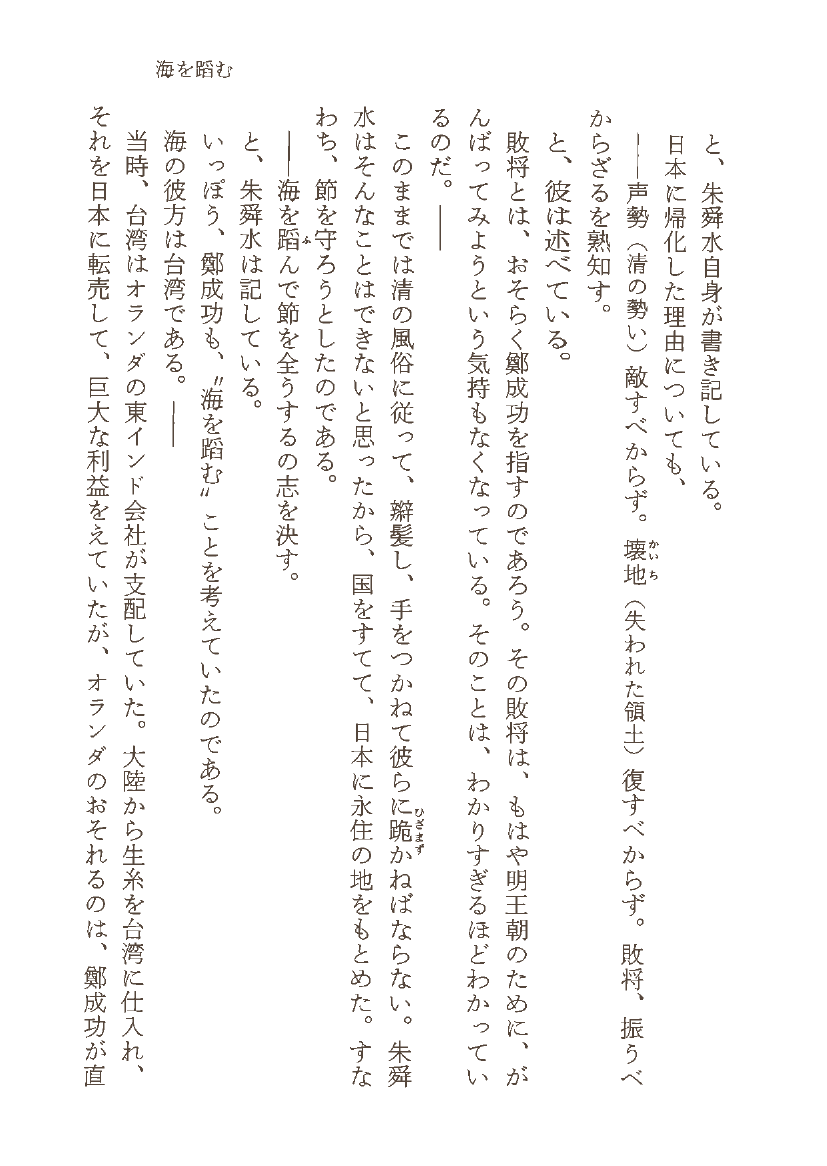 海を蹈む
と、朱舜水自身が書き記している。
日本に帰化した理由についても、
――声勢（清の勢い）敵すべからず。壊地（失われた領土）復すべからず。敗将、振うべ
からざるを熟知す。
と、彼は述べている。
敗将とは、おそらく鄭成功を指すのであろう。その敗将は、もはや明王朝のために、が
んばってみようという気持もなくなっている。そのことは、わかりすぎるほどわかってい
るのだ。――
このままでは清の風俗に従って、辮髪し、手をつかねて彼らに跪かねばならない。朱舜
水はそんなことはできないと思ったから、国をすてて、日本に永住の地をもとめた。すな
わち、節を守ろうとしたのである。
――海を蹈んで節を全うするの志を決す。
と、朱舜水は記している。
いっぽう、鄭成功も、〝海を蹈む〟ことを考えていたのである。
海の彼方は台湾である。――
当時、台湾はオランダの東インド会社が支配していた。大陸から生糸を台湾に仕入れ、
それを日本に転売して、巨大な利益をえていたが、オランダのおそれるのは、鄭成功が直